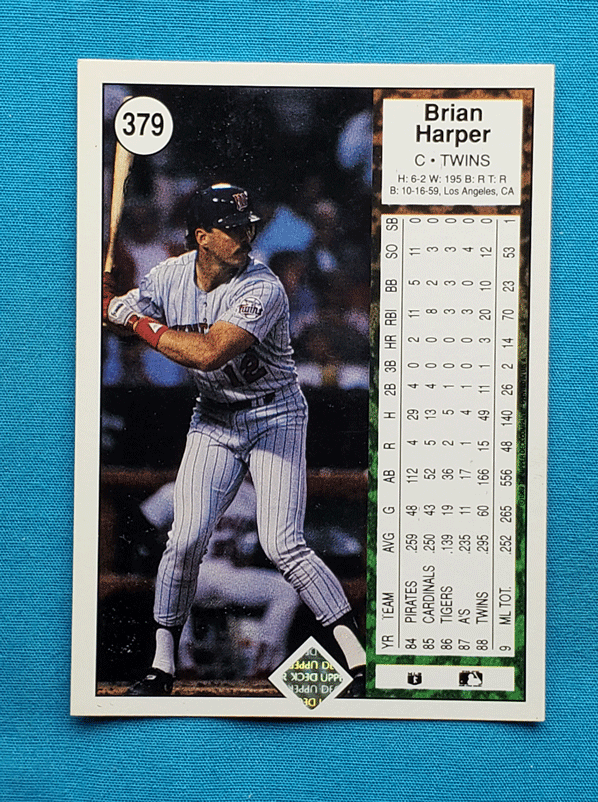 379
Brian
Harper
C • TWINS
H: 6-2 W: 195 B: R T: R
B: 10-16-59, Los Angeles, CA
YR TEAM AVG G AB R H 2B 3B HR RBI BB SO SB
84 PIRATES .259 48 112 4 29 4 0 2 11 5 11 0
85 CARDINALS .250 43 52 5 13 4 0 0 8 2 3 0
86 TIGERS .139 19 36 2 5 1 0 0 3 3 3 0
87 A'S .235 11 17 1 4 1 0 0 3 0 4 0
88 TWINS .295 60 166 15 49 11 1 3 20 10 12 0
9 ML TOT. .252 265 556 48 140 26 2 14 70 23 53 1
Twins
12
UPPER DECK